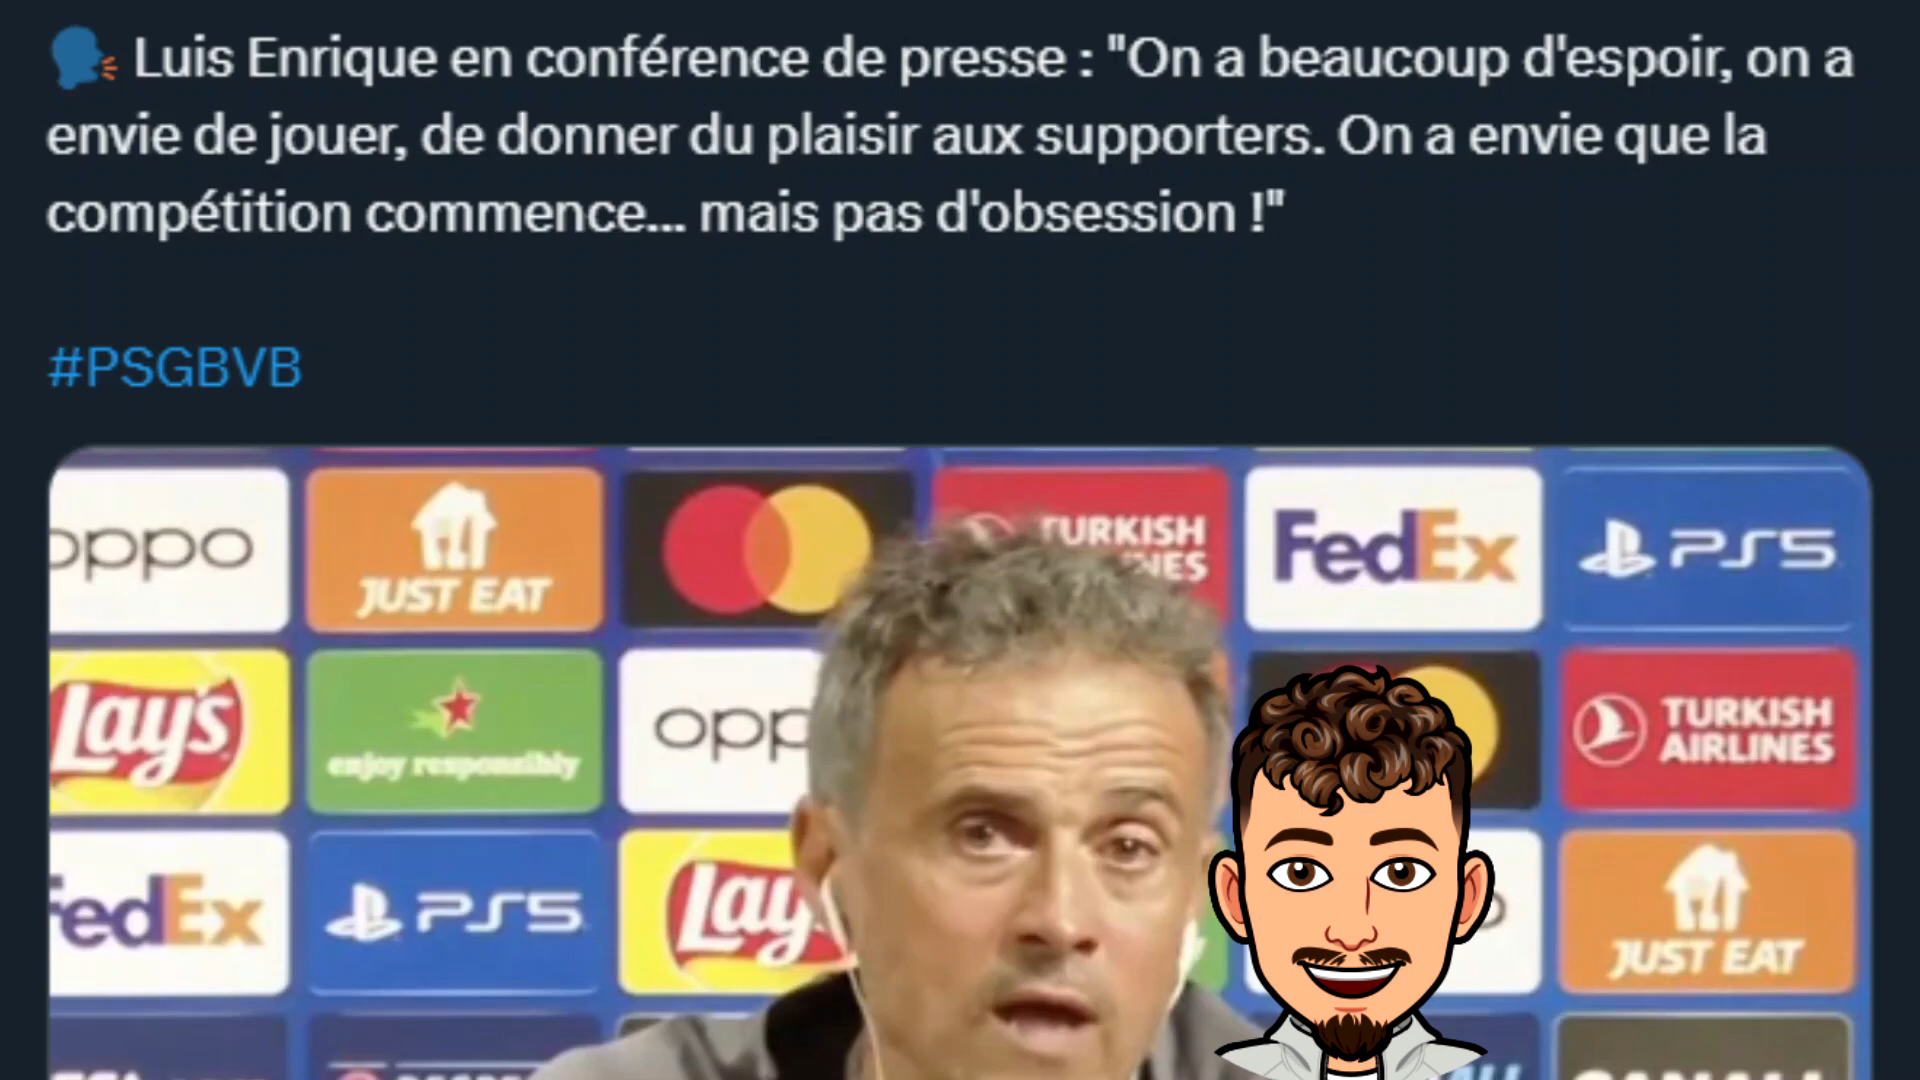 Luis Enrique en conférence de presse : "On a beaucoup d'espoir, on a
envie de jouer, de donner du plaisir aux supporters. On a envie que la
compétition commence... mais pas d'obsession !"
#PSGBVB
oppo
JUST EAT
TURKISH
FedEx
PS5
Lay's
enjoy responsibly
TURKISH
AIRLINES
FedEx
PS5
Lay's
JUST EAT